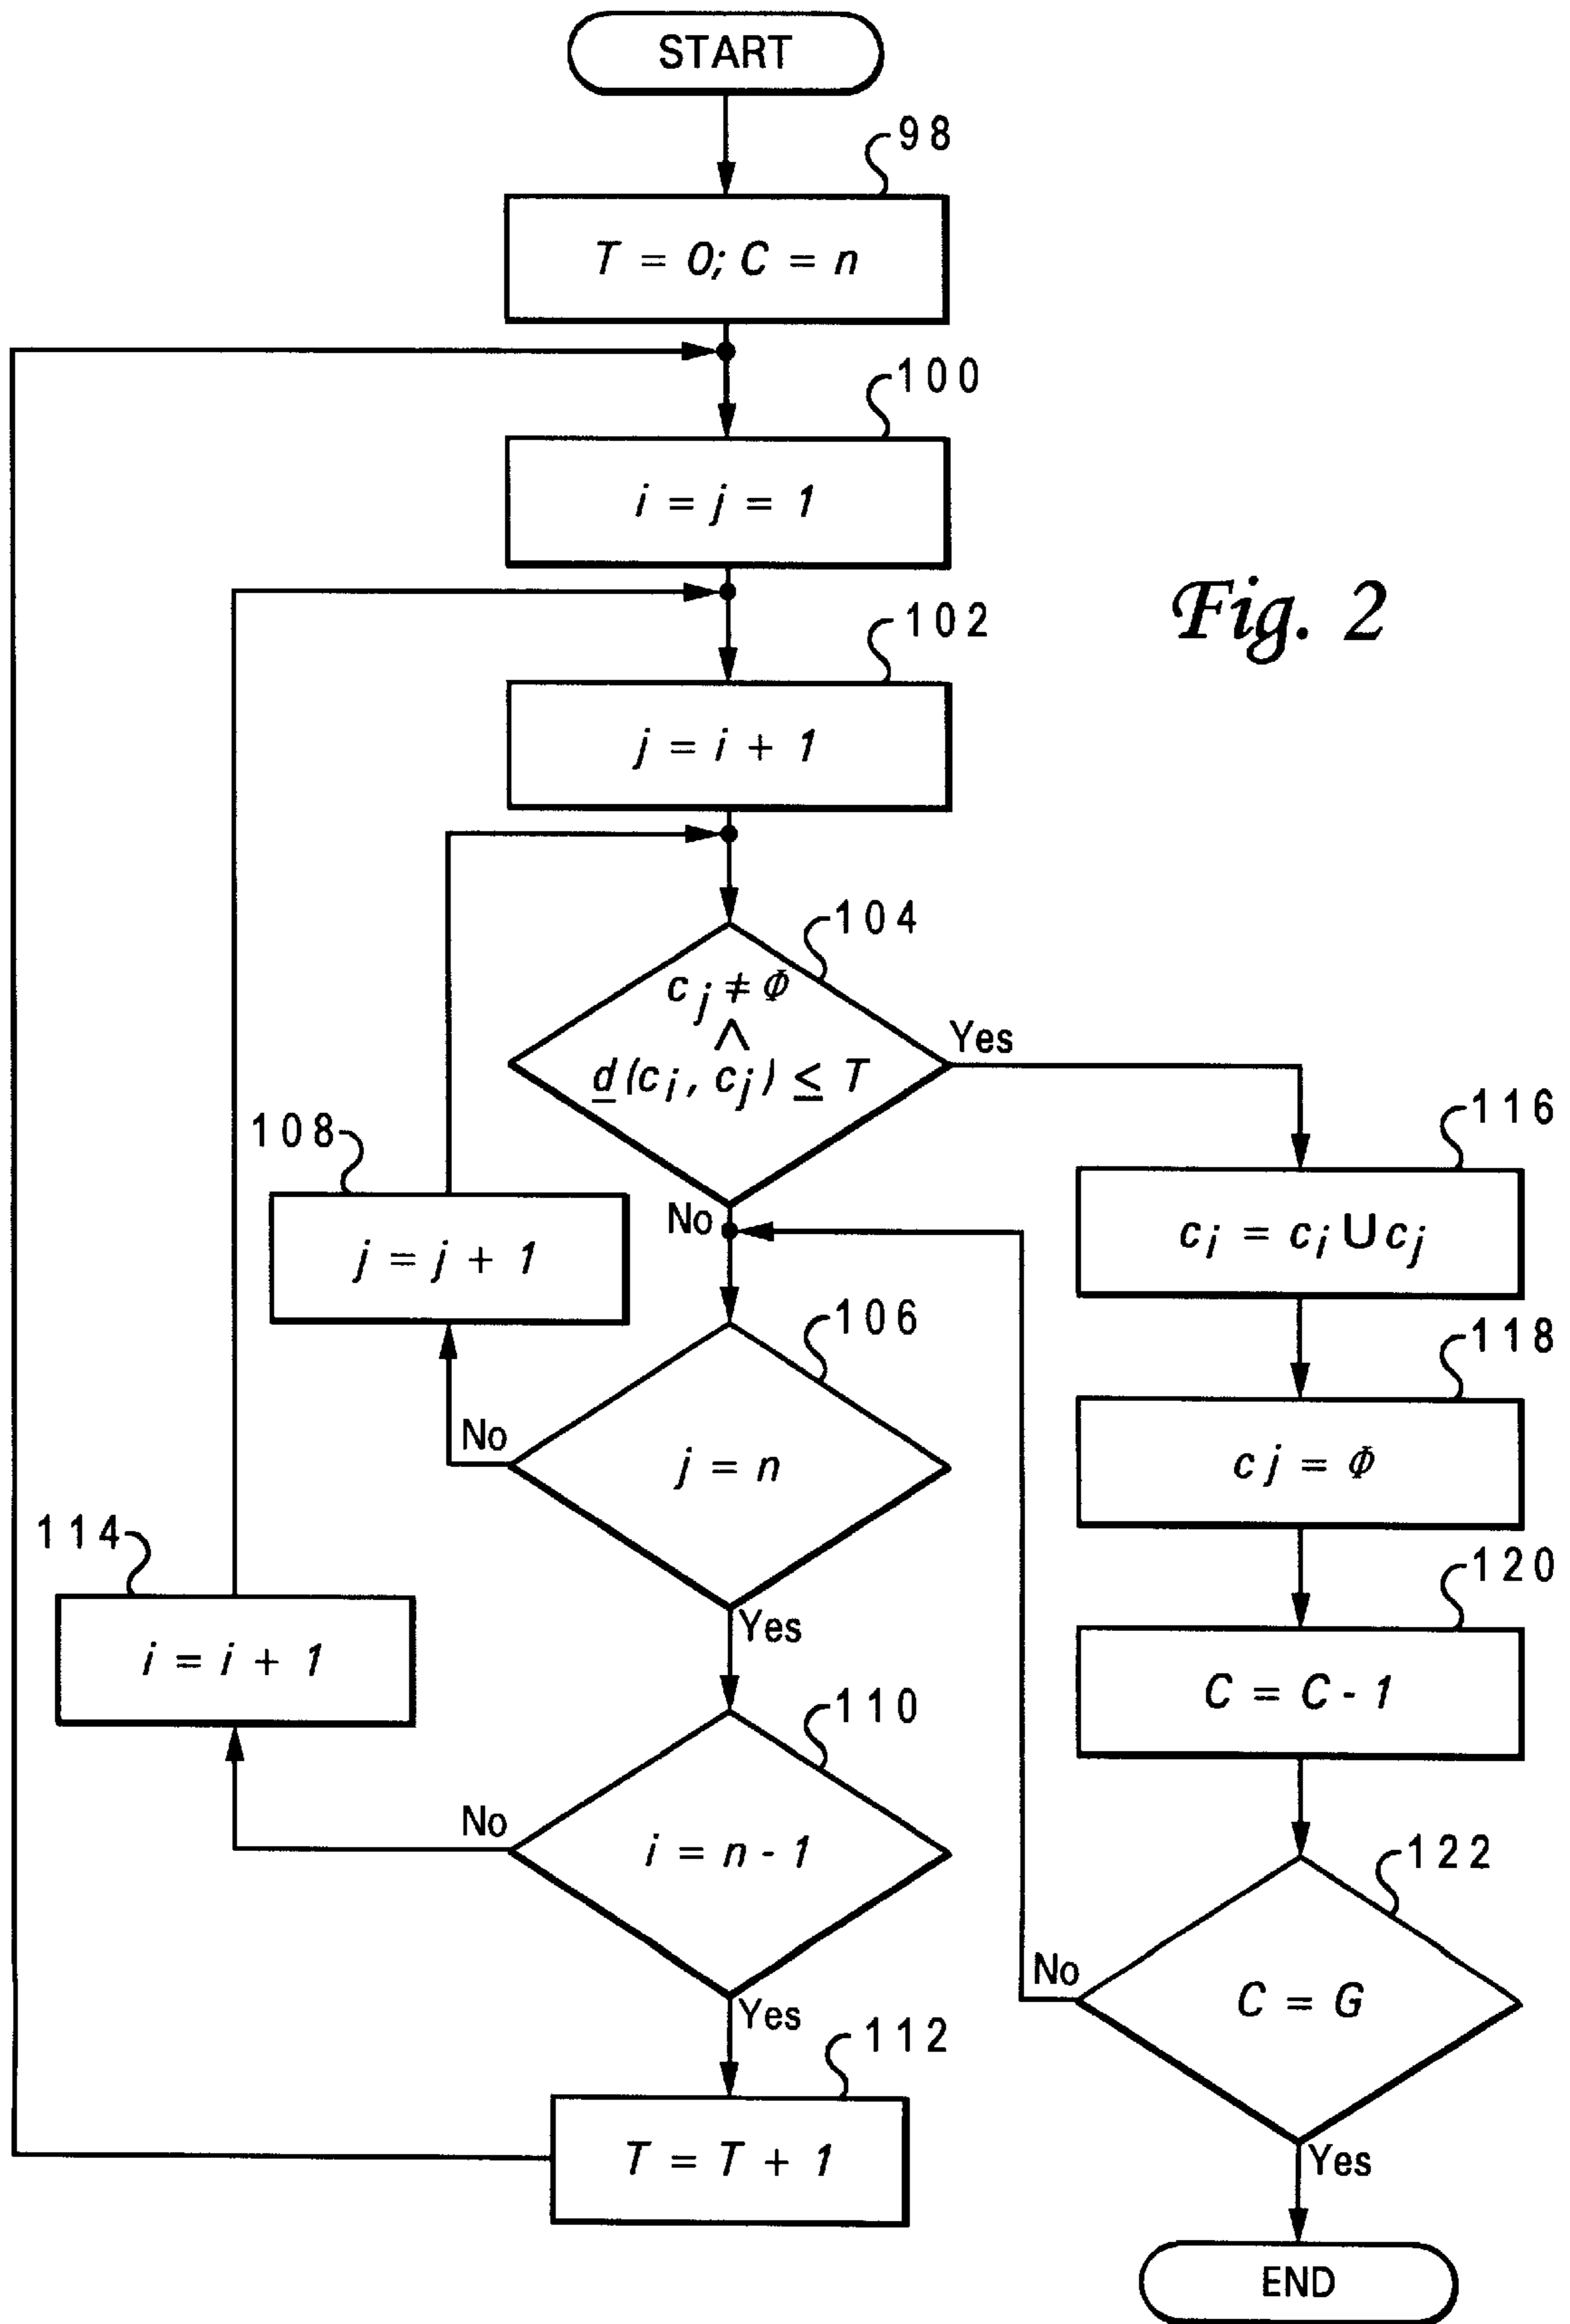 START
98
T = 0; C = n
100
i = j = 1
Fig. 2
102
j = i + 1
104
c j ≠ Φ
∧
d (c i , c j) ≤ T
Yes
108
116
j = j + 1
No
c i = c i U c j
106
118
No
j = n
c j = Φ
114
120
Yes
i = i + 1
C = C - 1
110
No
i = n - 1
122
No
C = G
Yes
112
T = T + 1
Yes
END